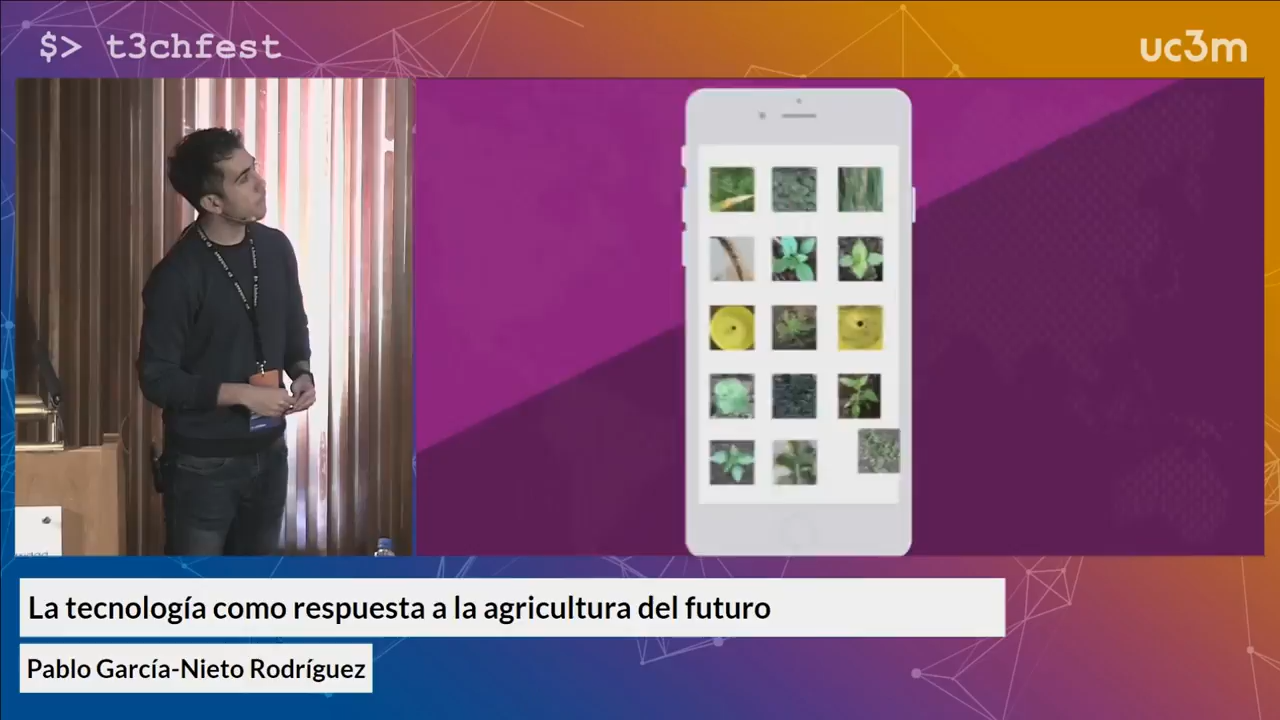 $> t3chfest
uc3m
La tecnología como respuesta a la agricultura del futuro
Pablo García-Nieto Rodríguez